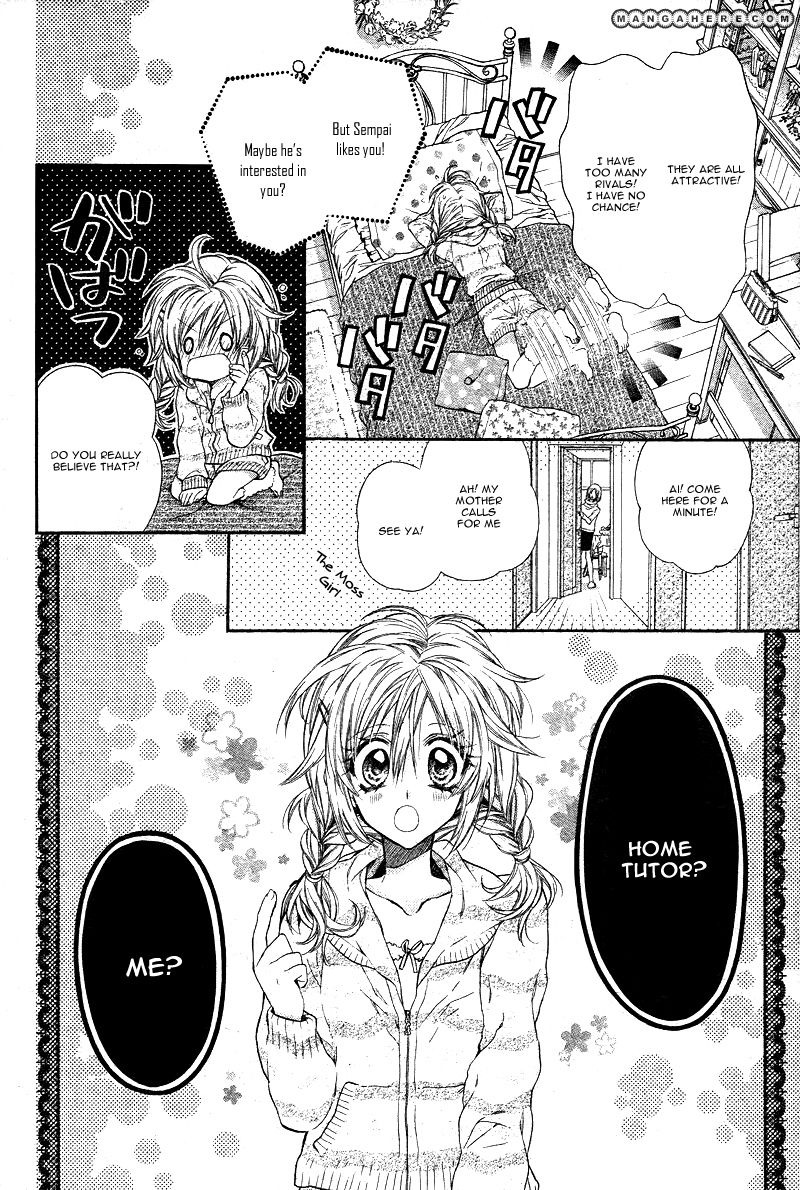 MANGAHERE.COM
THEY ARE ALL
ATTRACTIVE!
I HAVE
TOO MANY
RIVALS!
I HAVE NO
CHANCE!
バタ
バタ
バタ
バタ
But Sempai
likes you!
Maybe he's
interested in
you?
がばっ
DO YOU REALLY
BELIEVE THAT?!
AI! COME
HERE FOR A
MINUTE!
AH! MY
MOTHER
CALLS
FOR ME
SEE YA!
The Moss
Girl
HOME
TUTOR?
ME?